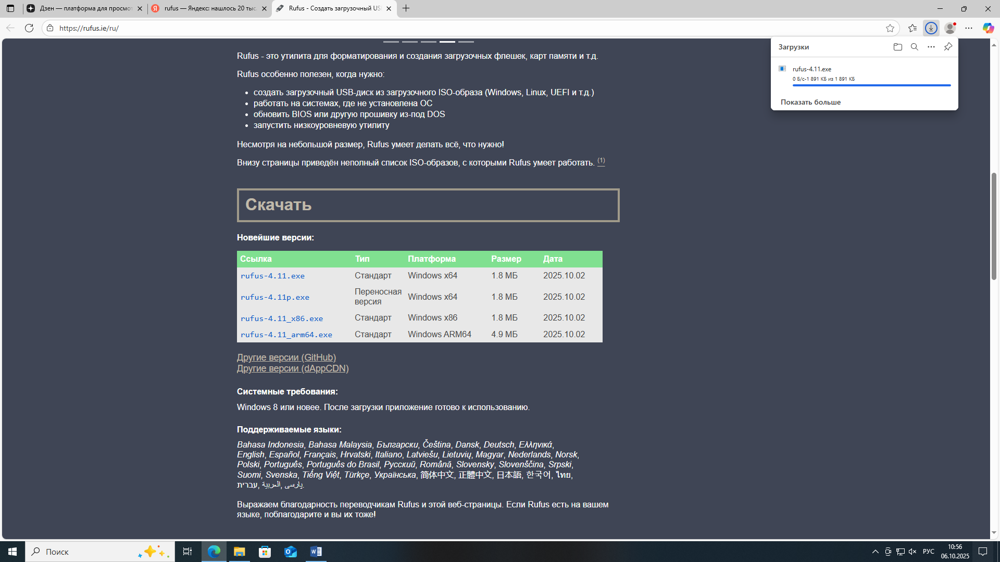 Дзен — платформа для просмот
rufus — Яндекс: нашлось 20 тыс.
Rufus - Создать загрузочный US
https://rufus.ie/ru/
Загрузки
rufus-4.11.exe
0 Б/с-1 891 КБ из 1 891 КБ
Показать больше
Rufus - это утилита для форматирования и создания загрузочных флешек, карт памяти и т.д.
Rufus особенно полезен, когда нужно:
• создать загрузочный USB-диск из загрузочного ISO-образа (Windows, Linux, UEFI и т.д.)
• работать на системах, где не установлена ОС
• обновить BIOS или другую прошивку из-под DOS
• запустить низкоуровневую утилиту
Несмотря на небольшой размер, Rufus умеет делать всё, что нужно!
Внизу страницы приведён неполный список ISO-образов, с которыми Rufus умеет работать. (1)
Скачать
Новейшие версии:
Ссылка Тип Платформа Размер Дата
rufus-4.11.exe Стандарт Windows x64 1.8 МБ 2025.10.02
rufus-4.11p.exe Переносная версия Windows x64 1.8 МБ 2025.10.02
rufus-4.11_x86.exe Стандарт Windows x86 1.8 МБ 2025.10.02
rufus-4.11_arm64.exe Стандарт Windows ARM64 4.9 МБ 2025.10.02
Другие версии (GitHub)
Другие версии (dAppCDN)
Системные требования:
Windows 8 или новее. После загрузки приложение готово к использованию.
Поддерживаемые языки:
Bahasa Indonesia, Bahasa Malaysia, Български, Čeština, Dansk, Deutsch, Ελληνικά,
English, Español, Français, Hrvatski, Italiano, Latviešu, Lietuvių, Magyar, Nederlands, Norsk,
Polski, Português, Português do Brasil, Русский, Română, Slovensky, Slovenščina, Srpski,
Suomi, Svenska, Tiếng Việt, Türkçe, Українська, 简体中文, 正體中文, 日本語, 한국어, ไทย,
עברית, العربية, پارسی.
Выражаем благодарность переводчикам Rufus и этой веб-страницы. Если Rufus есть на вашем
языке, поблагодарите и вы их тоже!
Поиск
РУС
10:56
06.10.2025